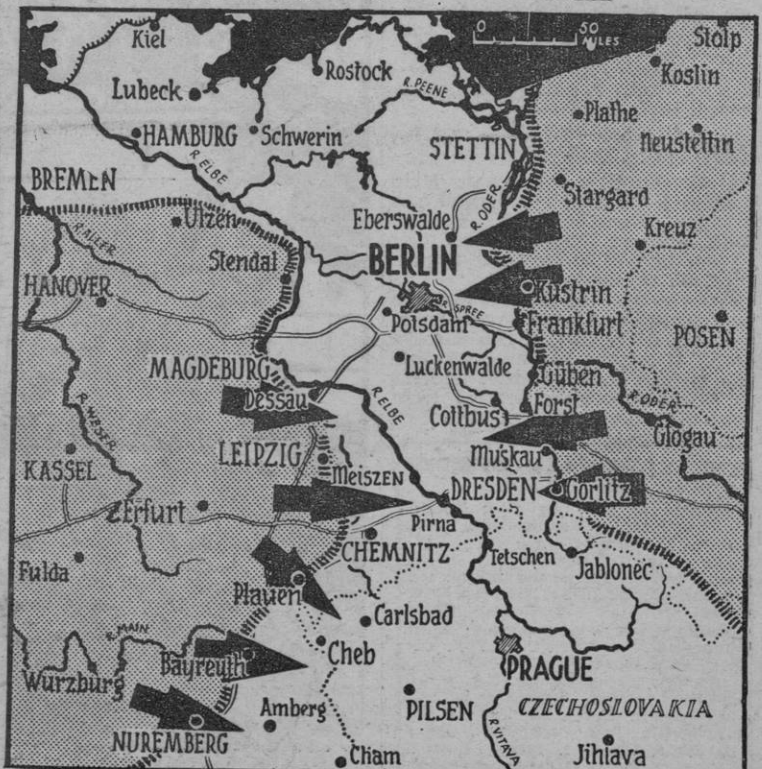 Kiel
0 50
MILES
Stolp
Rostock
Koslin
Lubeck
R. PEENE
Plathe
HAMBURG
Schwerin
STETTIN
Neustettin
R. ELBE
BREMEN
Stargard
Ulzen
Eberswalde
R. ODER
Kreuz
R. ALLER
Stendal
BERLIN
HANOVER
Kustrin
R. SPREE
Potsdam
Frankfurt
POSEN
MAGDEBURG
Luckenwalde
Güben
Dessau
R. ELBE
Cottbus
Forst
R. ODER
R. WESER
Glogau
LEIPZIG
Muskau
KASSEL
Meiszen
DRESDEN
Görlitz
Erfurt
Pirna
CHEMNITZ
Tetschen
Jablonec
Fulda
Plauen
Carlsbad
R. MAIN
Cheb
Bayreuth
PRAGUE
Wurzburg
PILSEN
CZECHOSLOVAKIA
Amberg
NUREMBERG
R. VITAVA
Cham
Jihlava